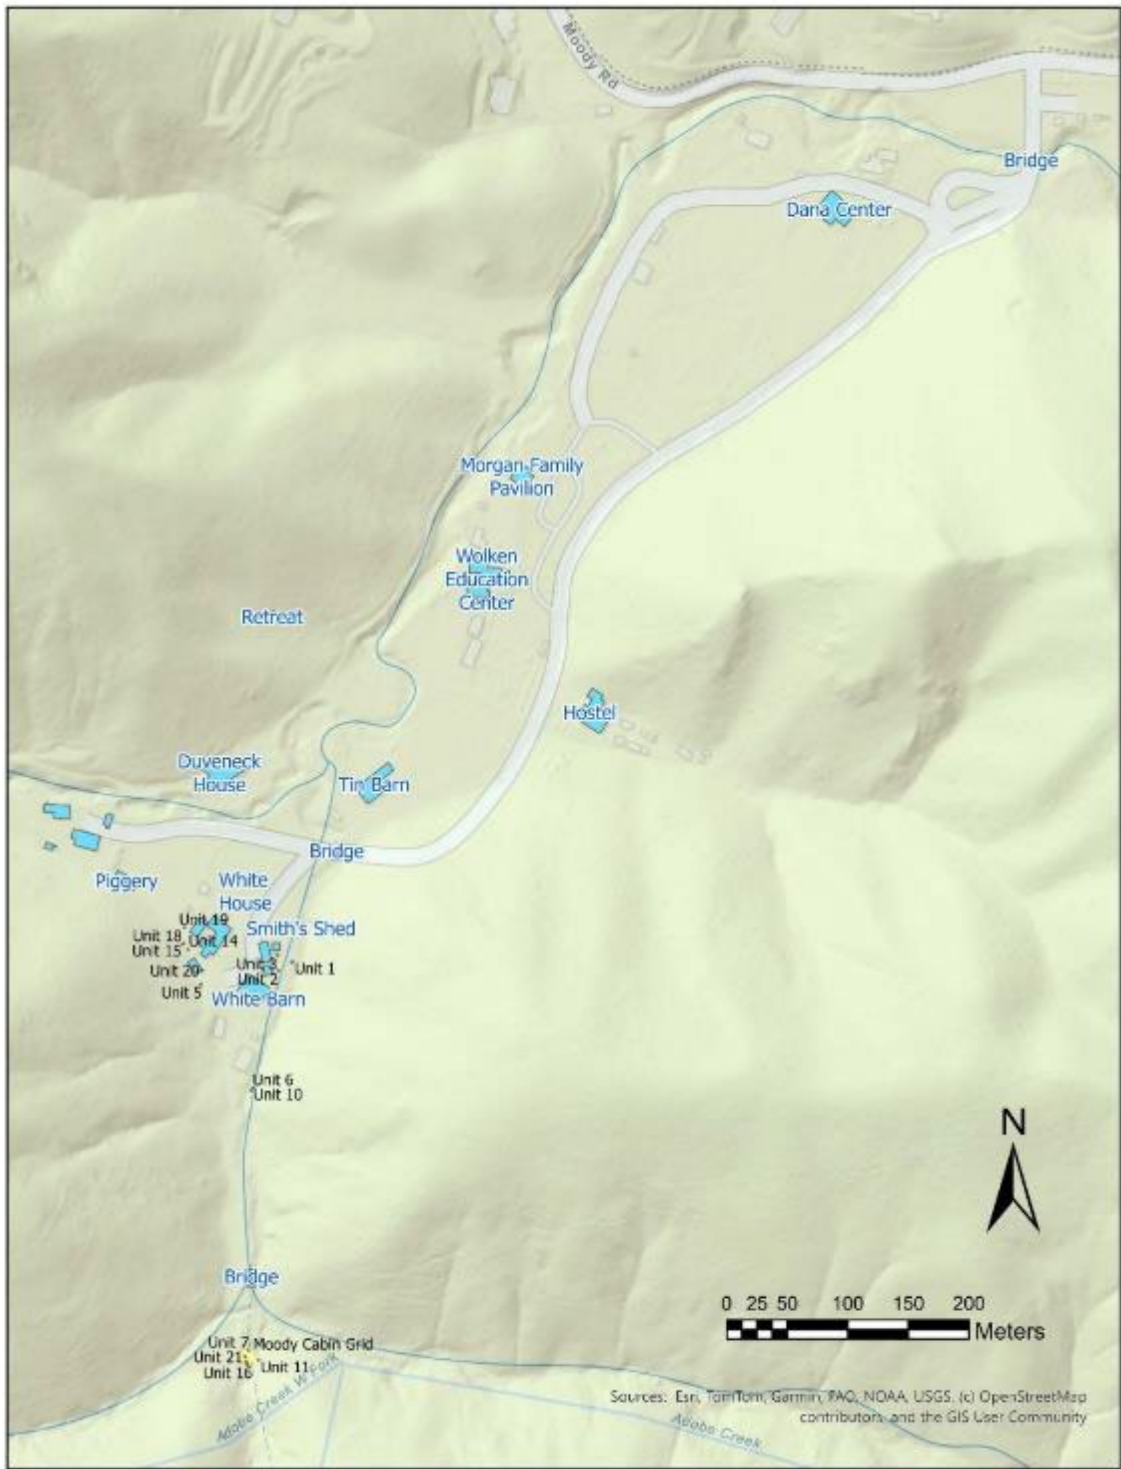 Moody Rd
Bridge
Dana Center
Morgan Family
Pavilion
Wolken
Education
Center
Retreat
Hostel
Duveneck
House
Tin Barn
Bridge
Piggery
White
House
Unit 19
Smith's Shed
Unit 18
Unit 14
Unit 15
Unit 3
Unit 1
Unit 20
Unit 2
Unit 5
White Barn
Unit 6
Unit 10
N
Bridge
0 25 50 100 150 200
Meters
Unit 7
Moody Cabin Grid
Unit 21
Unit 11
Unit 16
Adobe Creek W Fork
Adobe Creek
Sources: Esri, TomTom, Garmin, FAO, NOAA, USGS, (c) OpenStreetMap
contributors, and the GIS User Community